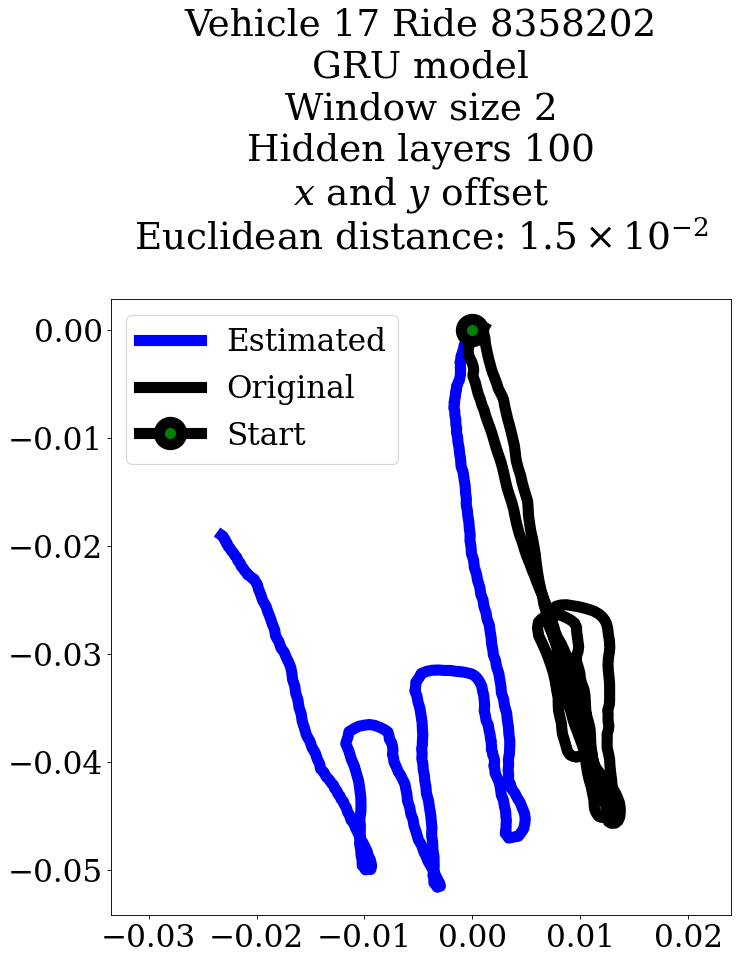 Vehicle 17 Ride 8358202
GRU model
Window size 2
Hidden layers 100
x and y offset
Euclidean distance: 1.5 × 10⁻²
Estimated
Original
Start
0.00
−0.01
−0.02
−0.03
−0.04
−0.05
−0.03 −0.02 −0.01 0.00 0.01 0.02